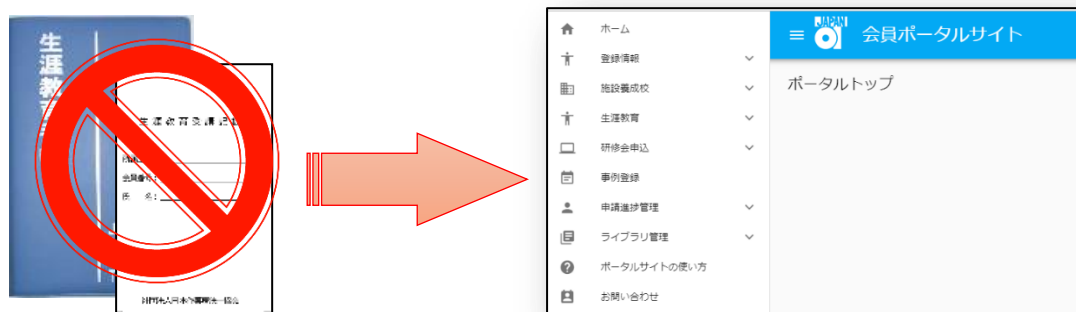 生涯教育
生涯教育受講記
会員番号:
氏 名:
ホーム
登録情報
施設養成校
生涯教育
研修会申込
事例登録
申請進捗管理
ライブラリ管理
ポータルサイトの使い方
お問い合わせ
JAPAN
会員ポータルサイト
ポータルトップ